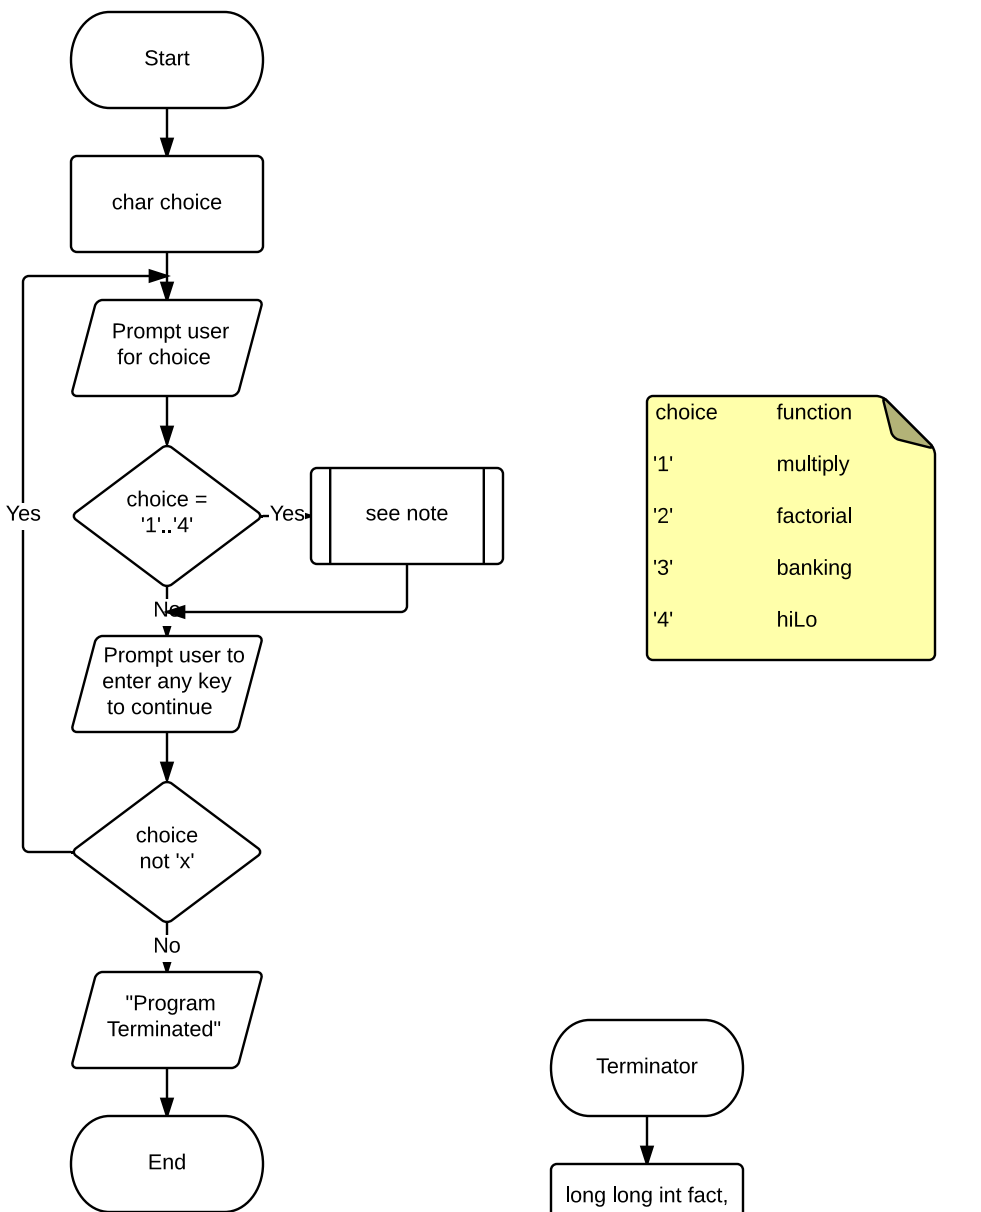 Start
char choice
Prompt user
for choice
choice =
'1'..'4'
Yes
see note
Yes
No
Prompt user to
enter any key
to continue
choice
not 'x'
No
"Program
Terminated"
End
choice function
'1' multiply
'2' factorial
'3' banking
'4' hiLo
Terminator
long long int fact,